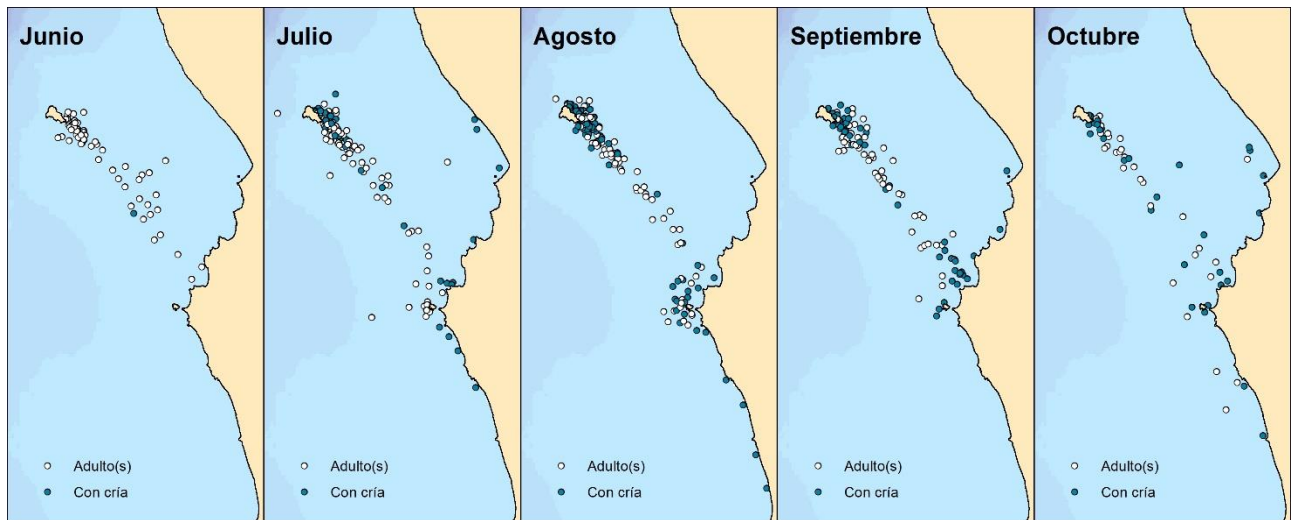 Junio
Julio
Agosto
Septiembre
Octubre
Adulto(s)
Con cría
Adulto(s)
Con cría
Adulto(s)
Con cría
Adulto(s)
Con cría
Adulto(s)
Con cría